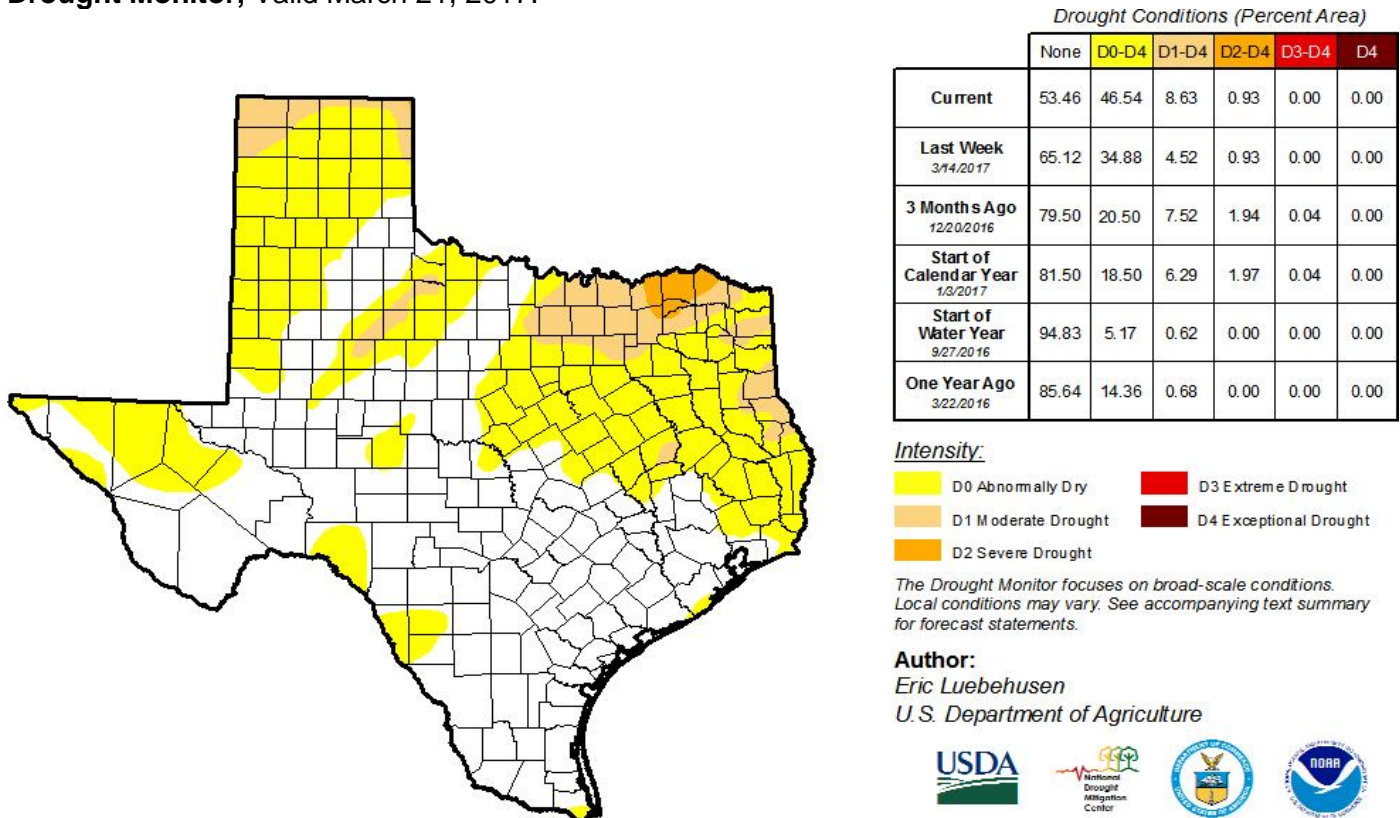 Drought Monitor, Valid March 21, 2017.
Drought Conditions (Percent Area)
None D0-D4 D1-D4 D2-D4 D3-D4 D4
Current 53.46 46.54 8.63 0.93 0.00 0.00
Last Week
3/14/2017
65.12 34.88 4.52 0.93 0.00 0.00
3 Months Ago
12/20/2016
79.50 20.50 7.52 1.94 0.04 0.00
Start of
Calendar Year
1/3/2017
81.50 18.50 6.29 1.97 0.04 0.00
Start of
Water Year
9/27/2016
94.83 5.17 0.62 0.00 0.00 0.00
One Year Ago
3/22/2016
85.64 14.36 0.68 0.00 0.00 0.00
Intensity:
D0 Abnormally Dry
D1 Moderate Drought
D2 Severe Drought
D3 Extreme Drought
D4 Exceptional Drought
The Drought Monitor focuses on broad-scale conditions.
Local conditions may vary. See accompanying text summary
for forecast statements.
Author:
Eric Luebehusen
U.S. Department of Agriculture
USDA
National
Drought
Mitigation
Center
DEPARTMENT OF COMMERCE
UNITED STATES OF AMERICA
NOAA